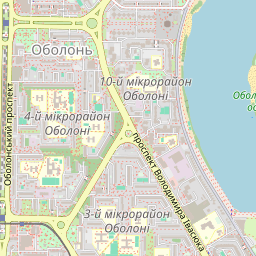 Оболонь
10-й мікрорайон
Оболоні
4-й мікрорайон
Оболоні
Оболонський проспект
проспект Володимира Івасюка
3-й мікрорайон
Оболоні